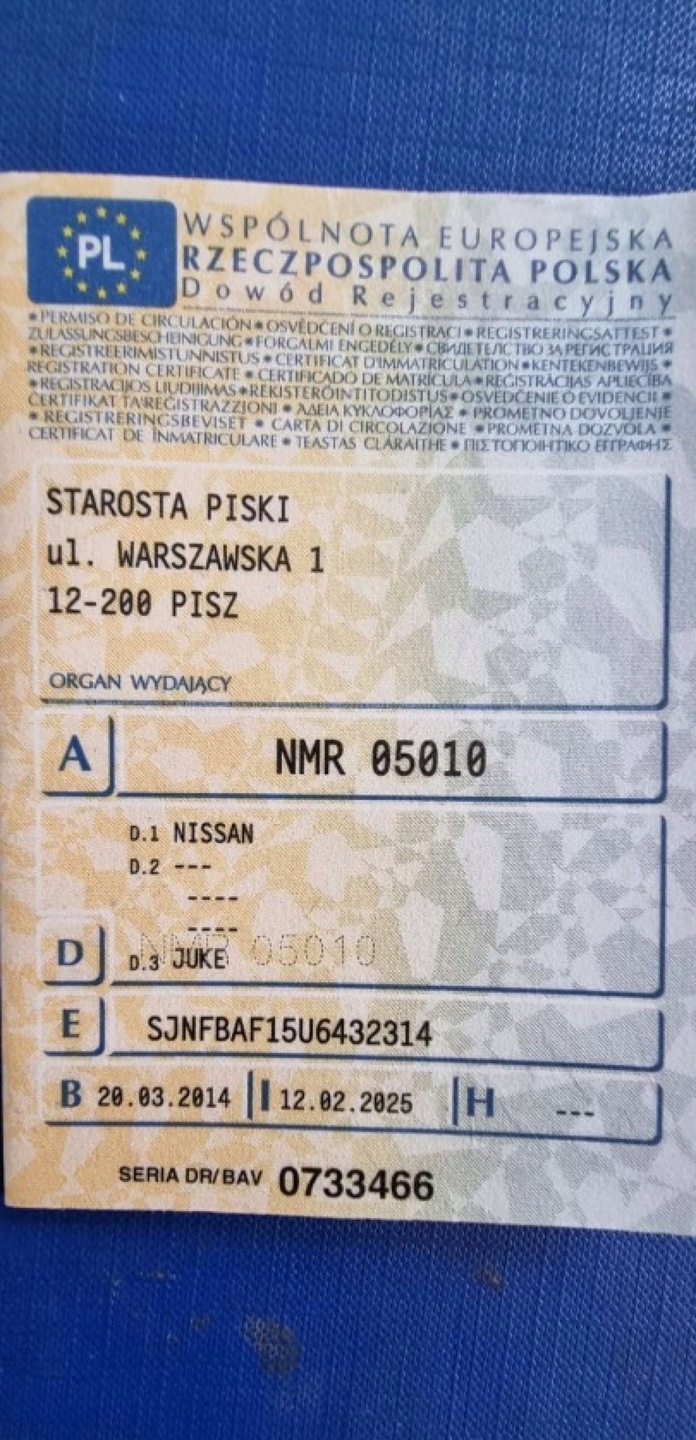 PL
WSPÓLNOTA EUROPEJSKA
RZECZPOSPOLITA POLSKA
Dowód Rejestracyjny
*PERMISO DE CIRCULACIÓN*OSVĚDČENÍ O REGISTRACI*REGISTRERINGSATTEST*
ZULASSUNGSBESCHEINIGUNG*FORGALMI ENGEDÉLY*СВИДЕТЕЛСТВО ЗА РЕГИСТРАЦИЯ
*REGISTREERIMISTUNNISTUS*CERTIFICAT D'IMMATRICULATION*KENTEKENBEWIJS*
REGISTRATION CERTIFICATE*CERTIFICADO DE MATRÍCULA*REĢISTRĀCIJAS APLIECĪBA
*REGISTRACIJOS LIUDIJIMAS*REKISTERÖINTITODISTUS*OSVEDČENIE O EVIDENCII*
ĊERTIFIKAT TA'REĠISTRAZZJONI*ΑΔΕΙΑ ΚΥΚΛΟΦΟΡΙΑΣ*PROMETNO DOVOLJENJE
*REGISTRERINGSBEVISET*CARTA DI CIRCOLAZIONE*PROMETNA DOZVOLA*
CERTIFICAT DE ÎNMATRICULARE*TEASTAS CLÁRAITHE*ΠΙΣΤΟΠΟΙΗΤΙΚΟ ΕΓΓΡΑΦΗΣ
STAROSTA PISKI
ul. WARSZAWSKA 1
12-200 PISZ
ORGAN WYDAJĄCY
A NMR 05010
D.1 NISSAN
D.2 ---
----
----
NMR 05010
D D.3 JUKE
E SJNFBAF15U6432314
B 20.03.2014 I 12.02.2025 H ---
SERIA DR/BAV 0733466